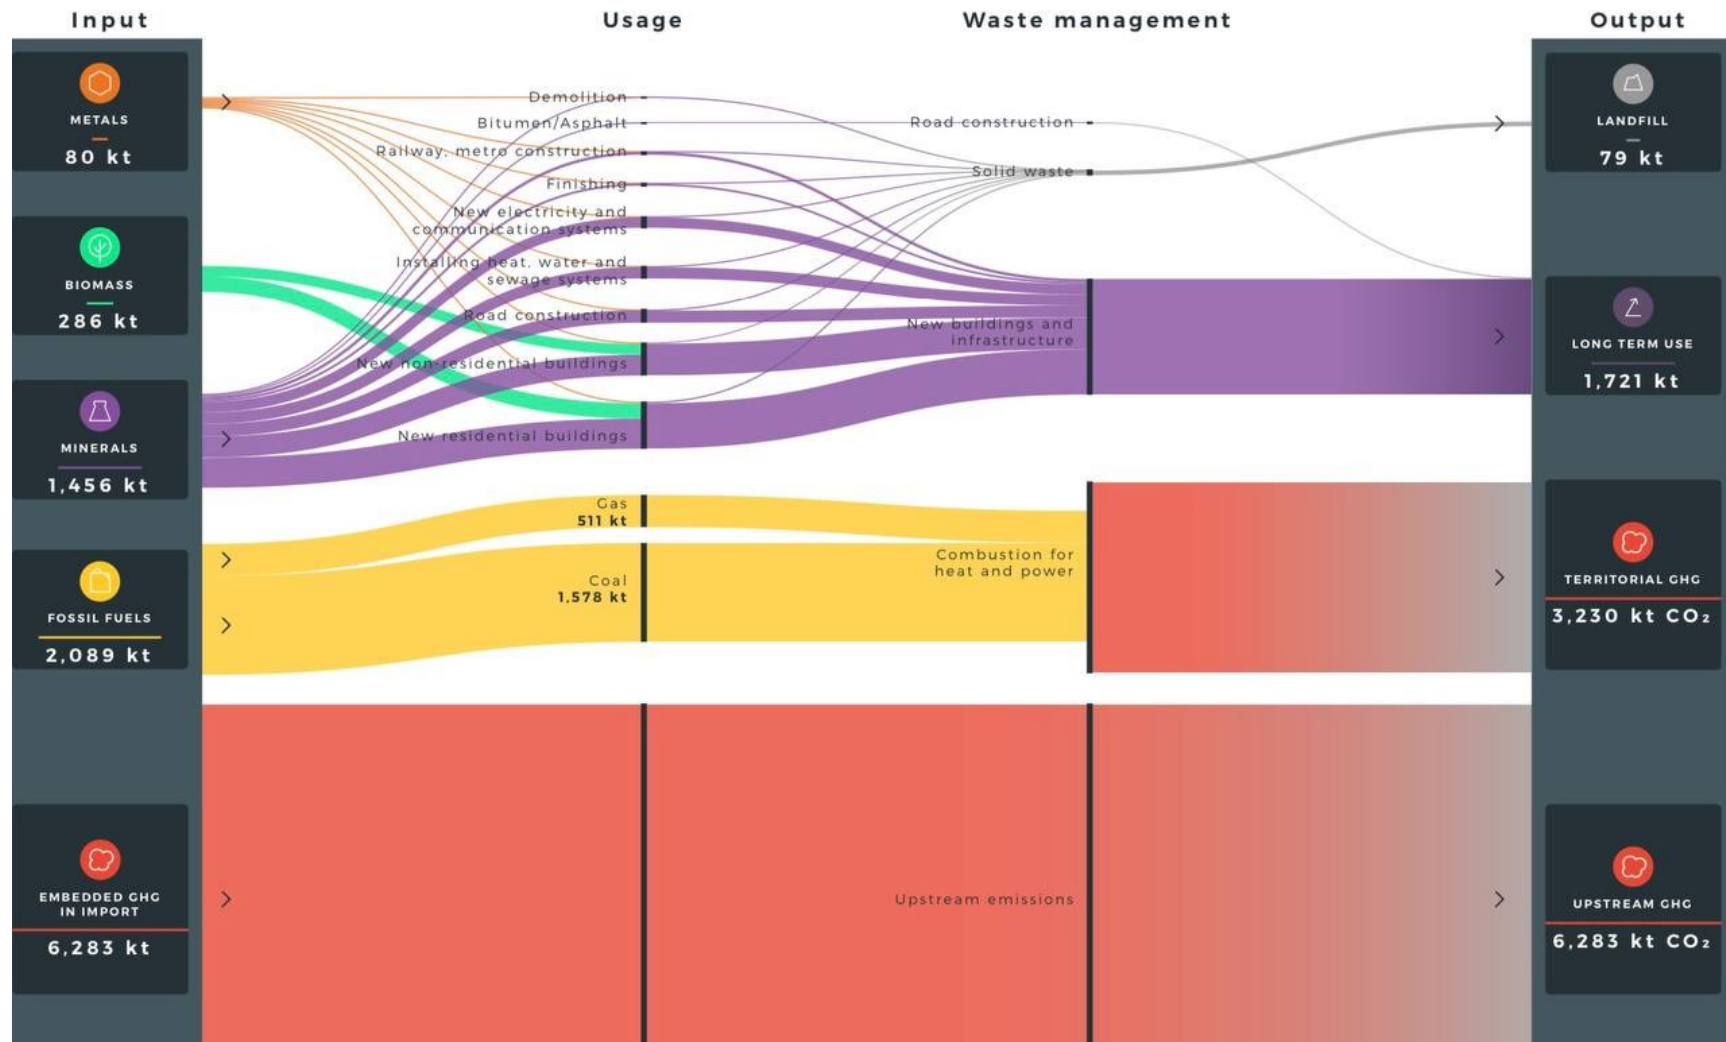 Input
Usage
Waste management
Output
METALS
80 kt
BIOMASS
286 kt
MINERALS
1,456 kt
FOSSIL FUELS
2,089 kt
EMBEDDED GHG
IN IMPORT
6,283 kt
Demolition
Bitumen/Asphalt
Railway, metro construction
Finishing
New electricity and
communication systems
Installing heat, water and
sewage systems
Road construction
New non-residential buildings
New residential buildings
Gas
511 kt
Coal
1,578 kt
Road construction
Solid waste
New buildings and
infrastructure
Combustion for
heat and power
Upstream emissions
LANDFILL
79 kt
LONG TERM USE
1,721 kt
TERRITORIAL GHG
3,230 kt CO₂
UPSTREAM GHG
6,283 kt CO₂